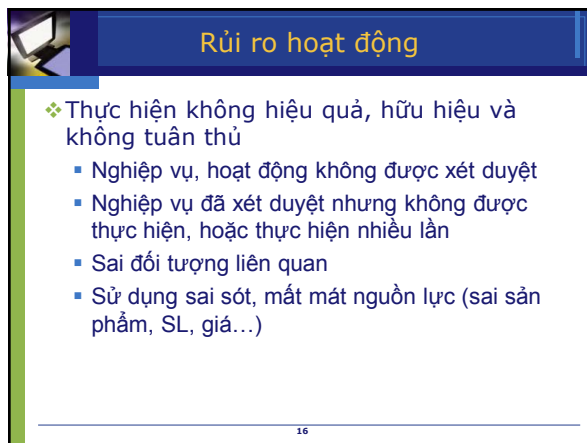 Rủi ro hoạt động
Thực hiện không hiệu quả, hữu hiệu và
không tuân thủ
Nghiệp vụ, hoạt động không được xét duyệt
Nghiệp vụ đã xét duyệt nhưng không được
thực hiện, hoặc thực hiện nhiều lần
Sai đối tượng liên quan
Sử dụng sai sót, mất mát nguồn lực (sai sản
phẩm, SL, giá…)
16